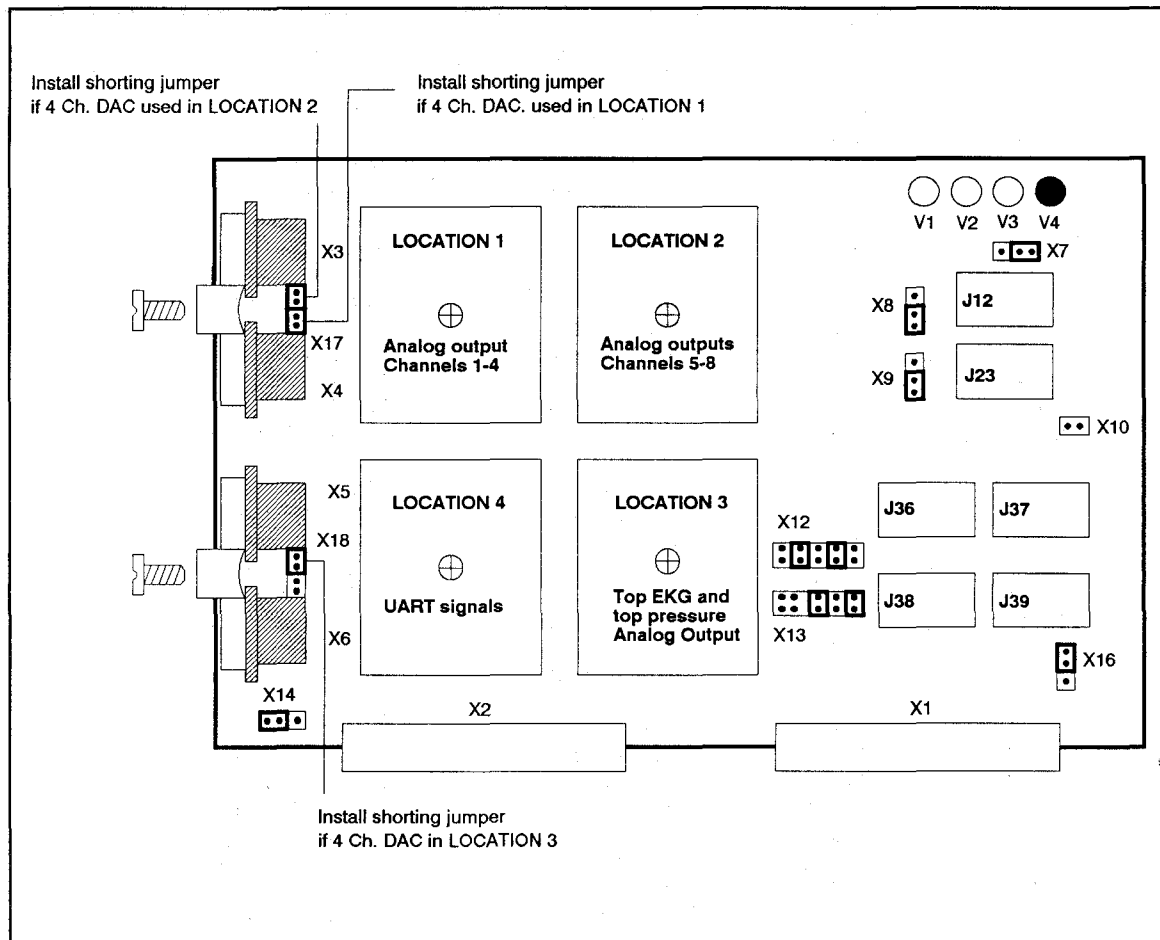 Install shorting jumper
if 4 Ch. DAC used in LOCATION 2
Install shorting jumper
if 4 Ch. DAC. used in LOCATION 1
V1
V2
V3
V4
X3
X17
X4
LOCATION 1
Analog output
Channels 1-4
LOCATION 2
Analog outputs
Channels 5-8
X7
X8
J12
X9
J23
X10
X5
X18
X6
LOCATION 4
UART signals
LOCATION 3
Top EKG and
top pressure
Analog Output
X12
X13
J36
J37
J38
J39
X16
X14
X2
X1
Install shorting jumper
if 4 Ch. DAC in LOCATION 3